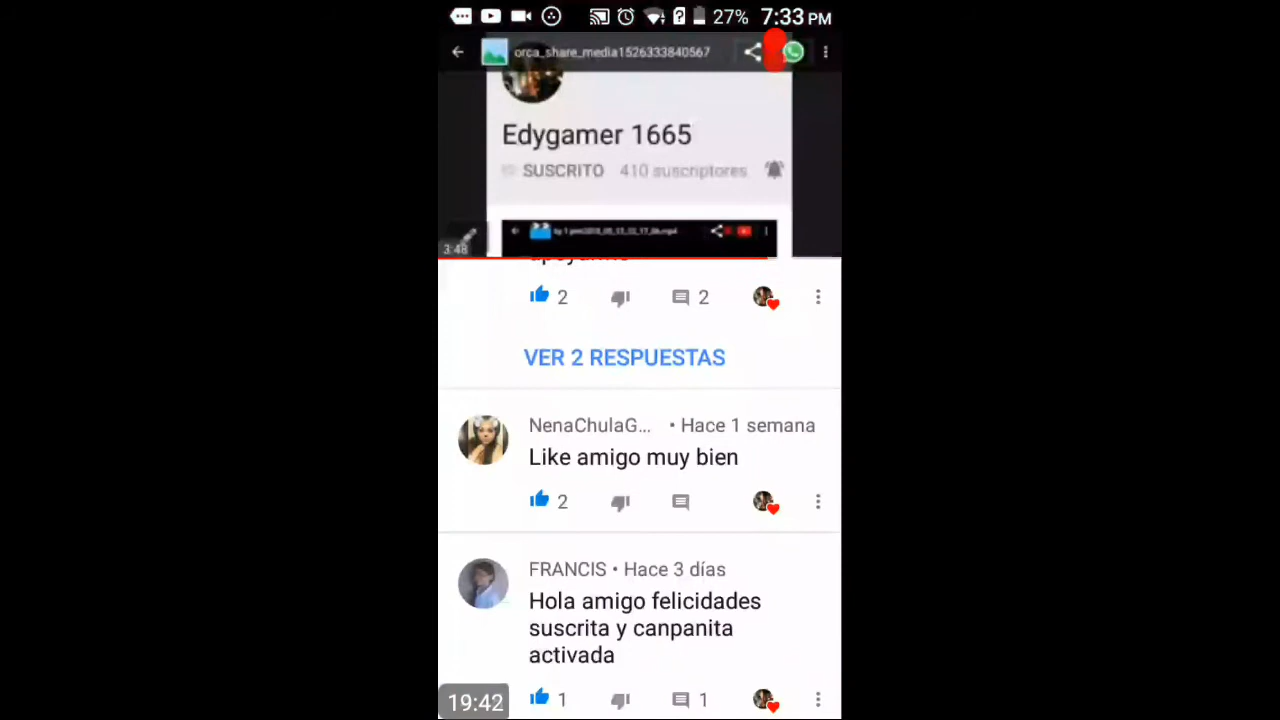 27% 7:33 PM
orca_share_media1526333840567
Edygamer 1665
SUSCRITO 410 suscriptores
3:48
2 2
VER 2 RESPUESTAS
NenaChulaG... • Hace 1 semana
Like amigo muy bien
2
FRANCIS • Hace 3 días
Hola amigo felicidades
suscrita y canpanita
activada
19:42 1 1